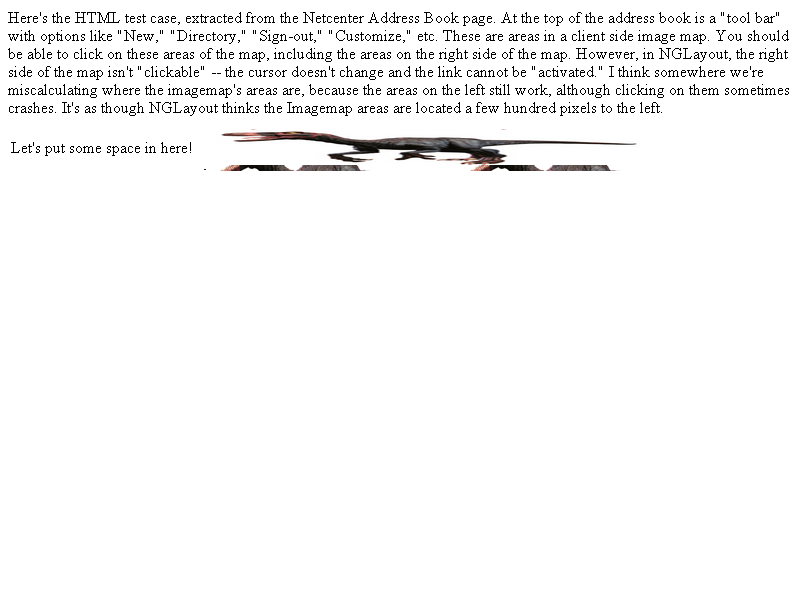 Here's the HTML test case, extracted from the Netcenter Address Book page. At the top of the address book is a "tool bar"
with options like "New," "Directory," "Sign-out," "Customize," etc. These are areas in a client side image map. You should
be able to click on these areas of the map, including the areas on the right side of the map. However, in NGLayout, the right
side of the map isn't "clickable" -- the cursor doesn't change and the link cannot be "activated." I think somewhere we're
miscalculating where the imagemap's areas are, because the areas on the left still work, although clicking on them sometimes
crashes. It's as though NGLayout thinks the Imagemap areas are located a few hundred pixels to the left.
Let's put some space in here!